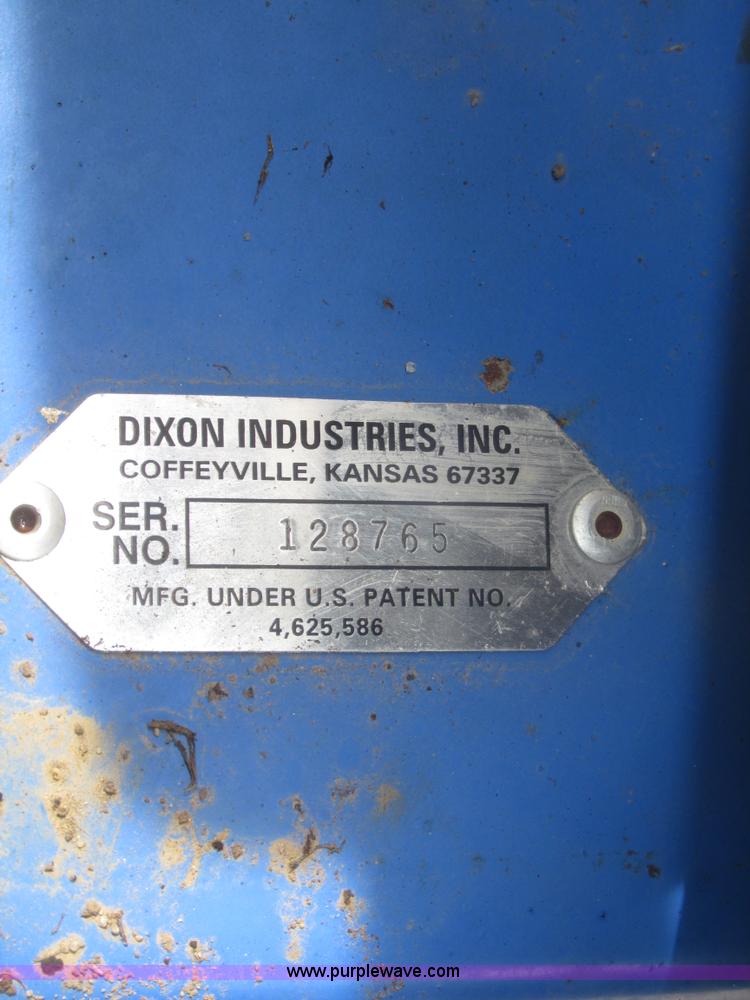 DIXON INDUSTRIES, INC.
COFFEYVILLE, KANSAS 67337
SER. NO. 128765
MFG. UNDER U.S. PATENT NO.
4,625,586
www.purplewave.com